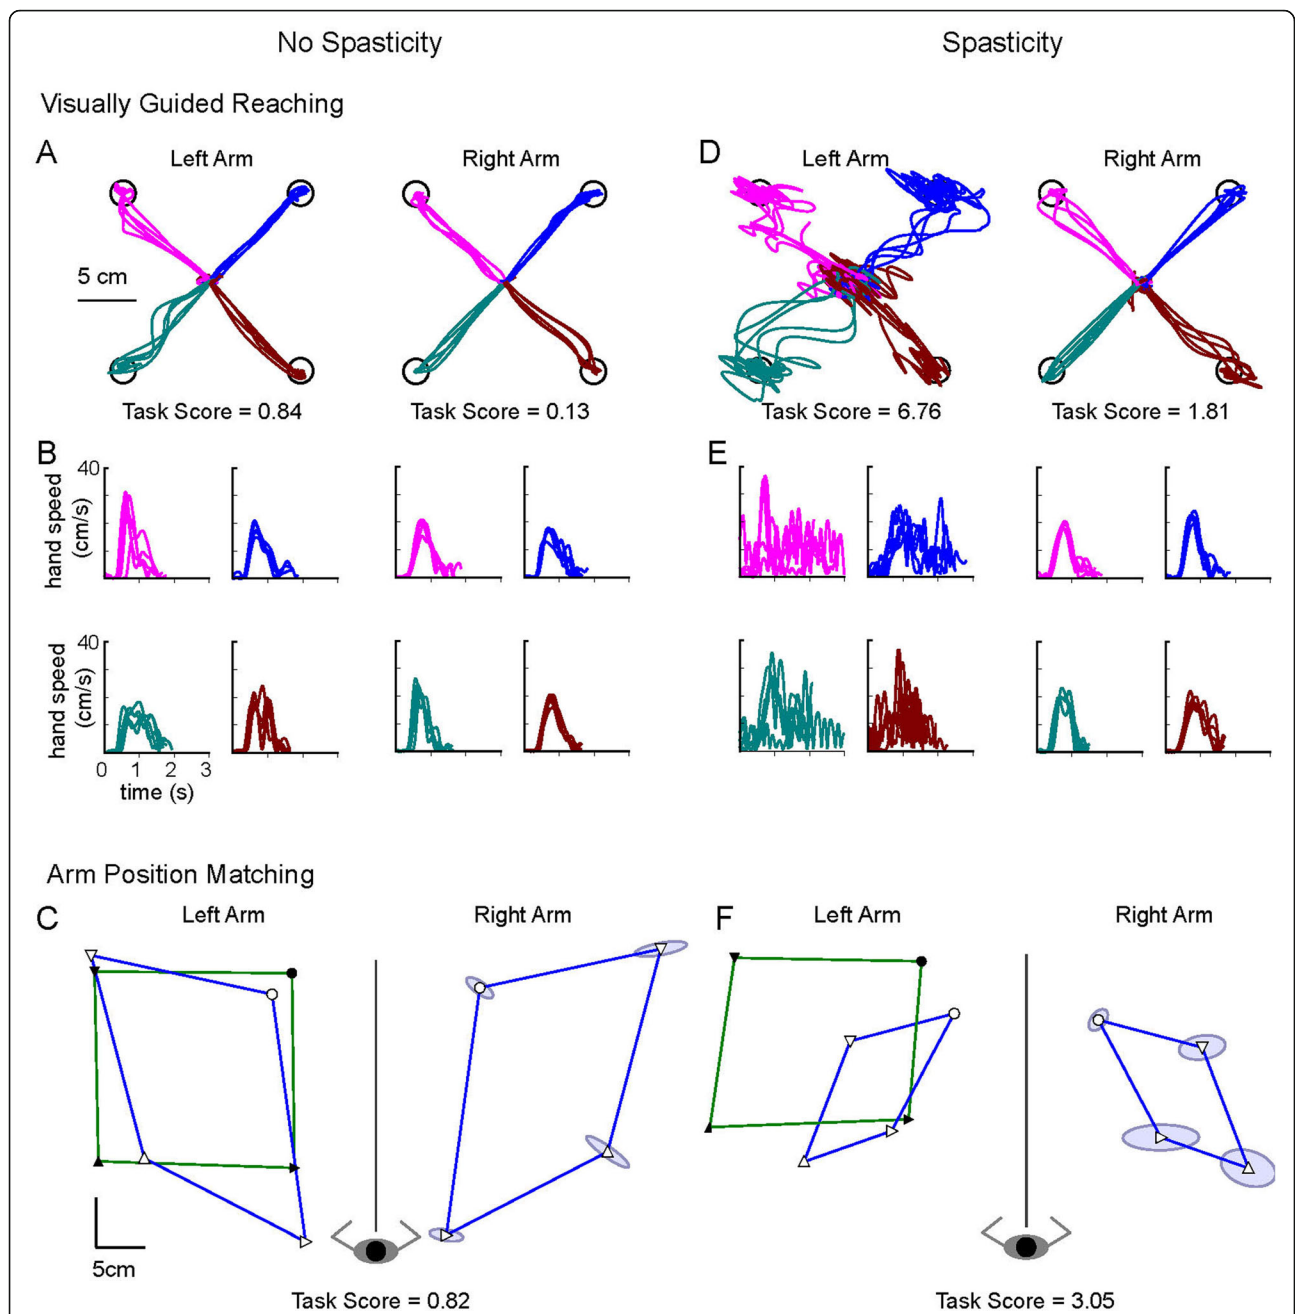 No Spasticity
Spasticity
Visually Guided Reaching
A
Left Arm
Right Arm
D
Left Arm
Right Arm
5 cm
Task Score = 0.84
Task Score = 0.13
Task Score = 6.76
Task Score = 1.81
B
E
40
hand speed
(cm/s)
40
hand speed
(cm/s)
0 1 2 3
time (s)
Arm Position Matching
C
Left Arm
Right Arm
F
Left Arm
Right Arm
5cm
Task Score = 0.82
Task Score = 3.05